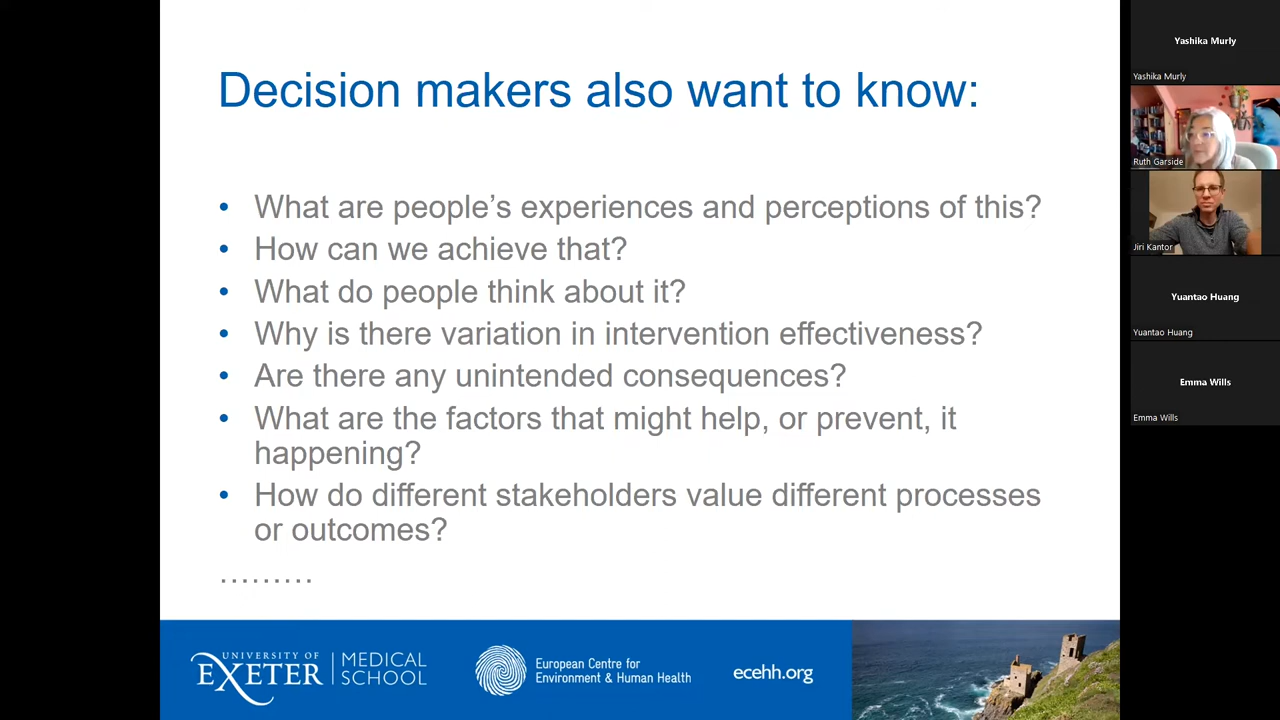 Decision makers also want to know:
• What are people's experiences and perceptions of this?
• How can we achieve that?
• What do people think about it?
• Why is there variation in intervention effectiveness?
• Are there any unintended consequences?
• What are the factors that might help, or prevent, it
happening?
• How do different stakeholders value different processes
or outcomes?
.........
UNIVERSITY OF
EXETER
MEDICAL
SCHOOL
European Centre for
Environment & Human Health
ecehh.org
Yashika Murly
Yashika Murly
Ruth Garside
Jiri Kantor
Yuantao Huang
Yuantao Huang
Emma Wills
Emma Wills